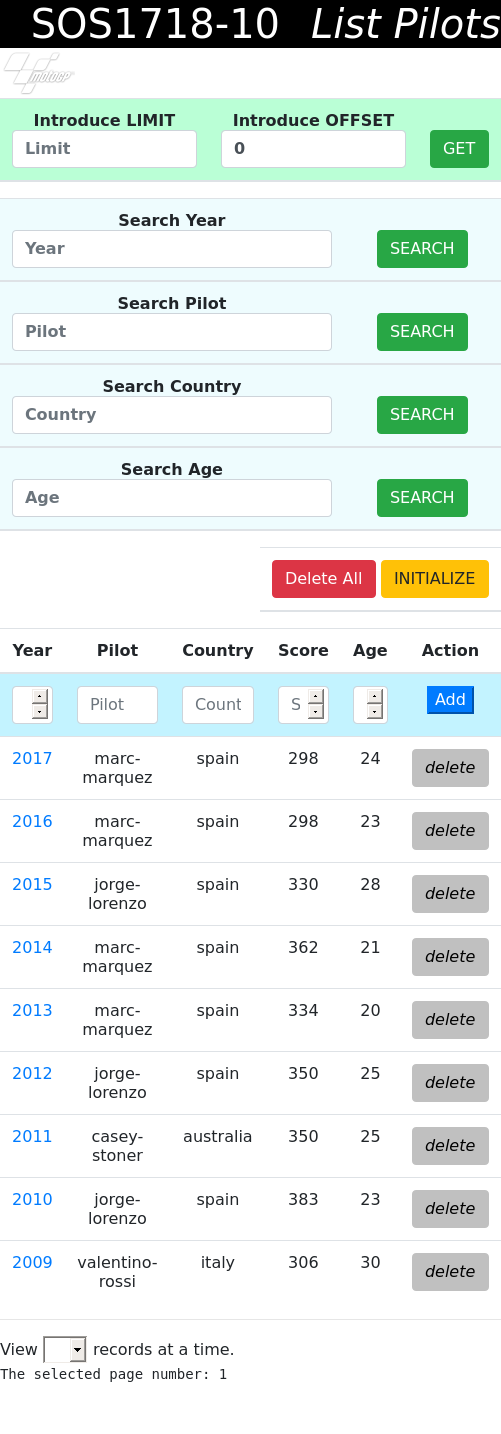 SOS1718-10 List Pilots
motogp
Introduce LIMIT Introduce OFFSET
Limit 0 GET
Search Year
Year SEARCH
Search Pilot
Pilot SEARCH
Search Country
Country SEARCH
Search Age
Age SEARCH
Delete All INITIALIZE
Year Pilot Country Score Age Action
Pilot Count S Add
2017 marc-marquez spain 298 24 delete
2016 marc-marquez spain 298 23 delete
2015 jorge-lorenzo spain 330 28 delete
2014 marc-marquez spain 362 21 delete
2013 marc-marquez spain 334 20 delete
2012 jorge-lorenzo spain 350 25 delete
2011 casey-stoner australia 350 25 delete
2010 jorge-lorenzo spain 383 23 delete
2009 valentino-rossi italy 306 30 delete
View records at a time.
The selected page number: 1